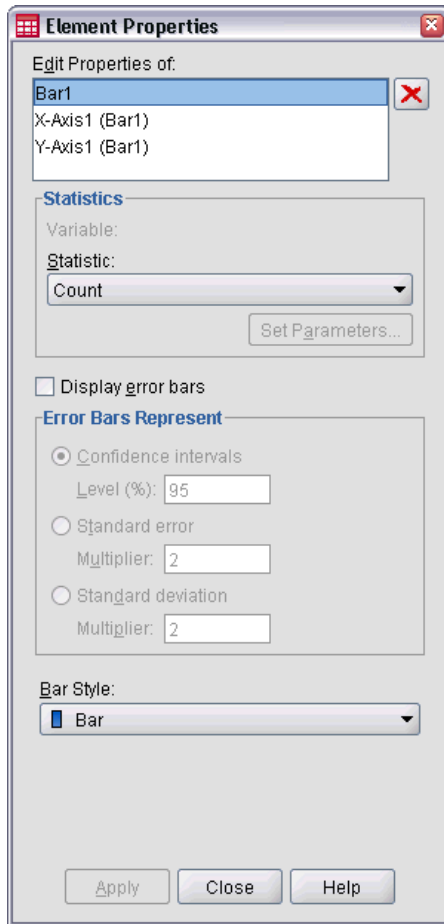 Element Properties
Edit Properties of:
Bar1
X-Axis1 (Bar1)
Y-Axis1 (Bar1)
Statistics
Variable:
Statistic:
Count
Set Parameters...
Display error bars
Error Bars Represent
Confidence intervals
Level (%): 95
Standard error
Multiplier: 2
Standard deviation
Multiplier: 2
Bar Style:
Bar
Apply Close Help